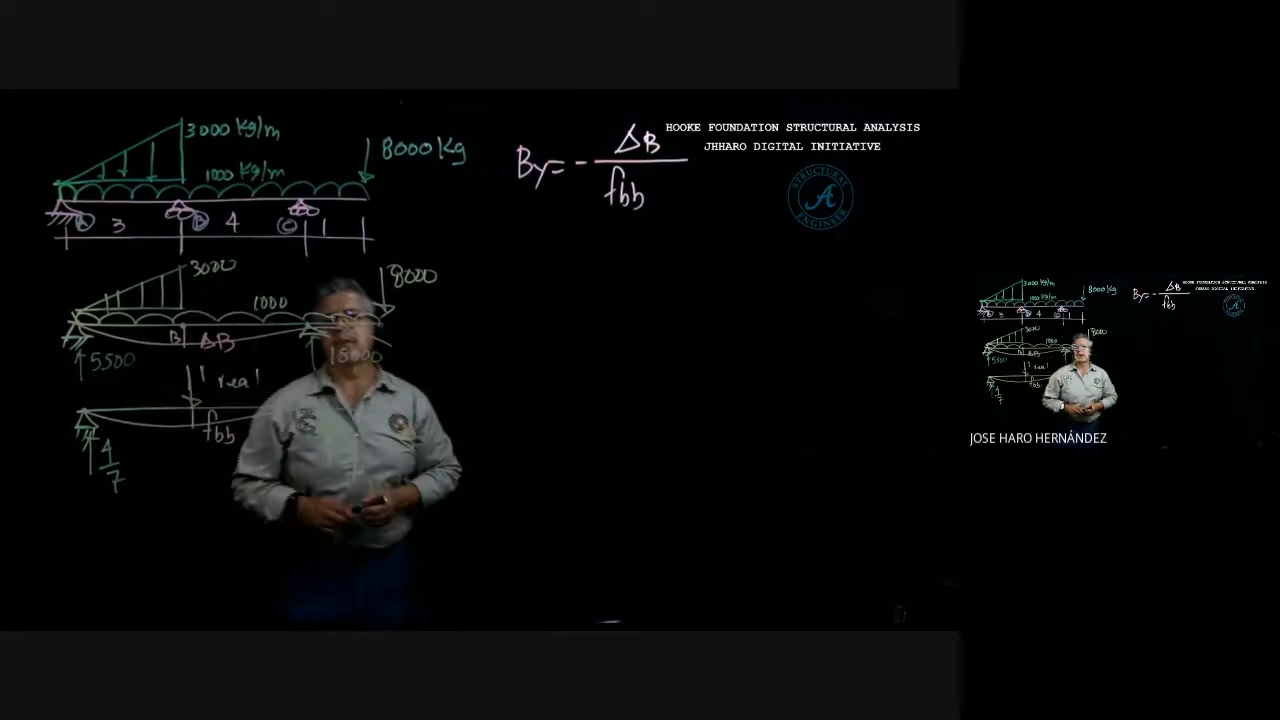 3000 Kg/m
8000 Kg
1000 Kg/m
A 3 B 4 C 1
By = - ΔB / fbb
HOOKE FOUNDATION STRUCTURAL ANALYSIS
JHHARO DIGITAL INITIATIVE
STRUCTURAL
A
ENGINEER
3000
8000
1000
B ΔB
5500
18000
1 real
fbb
4
7
JOSE HARO HERNÁNDEZ